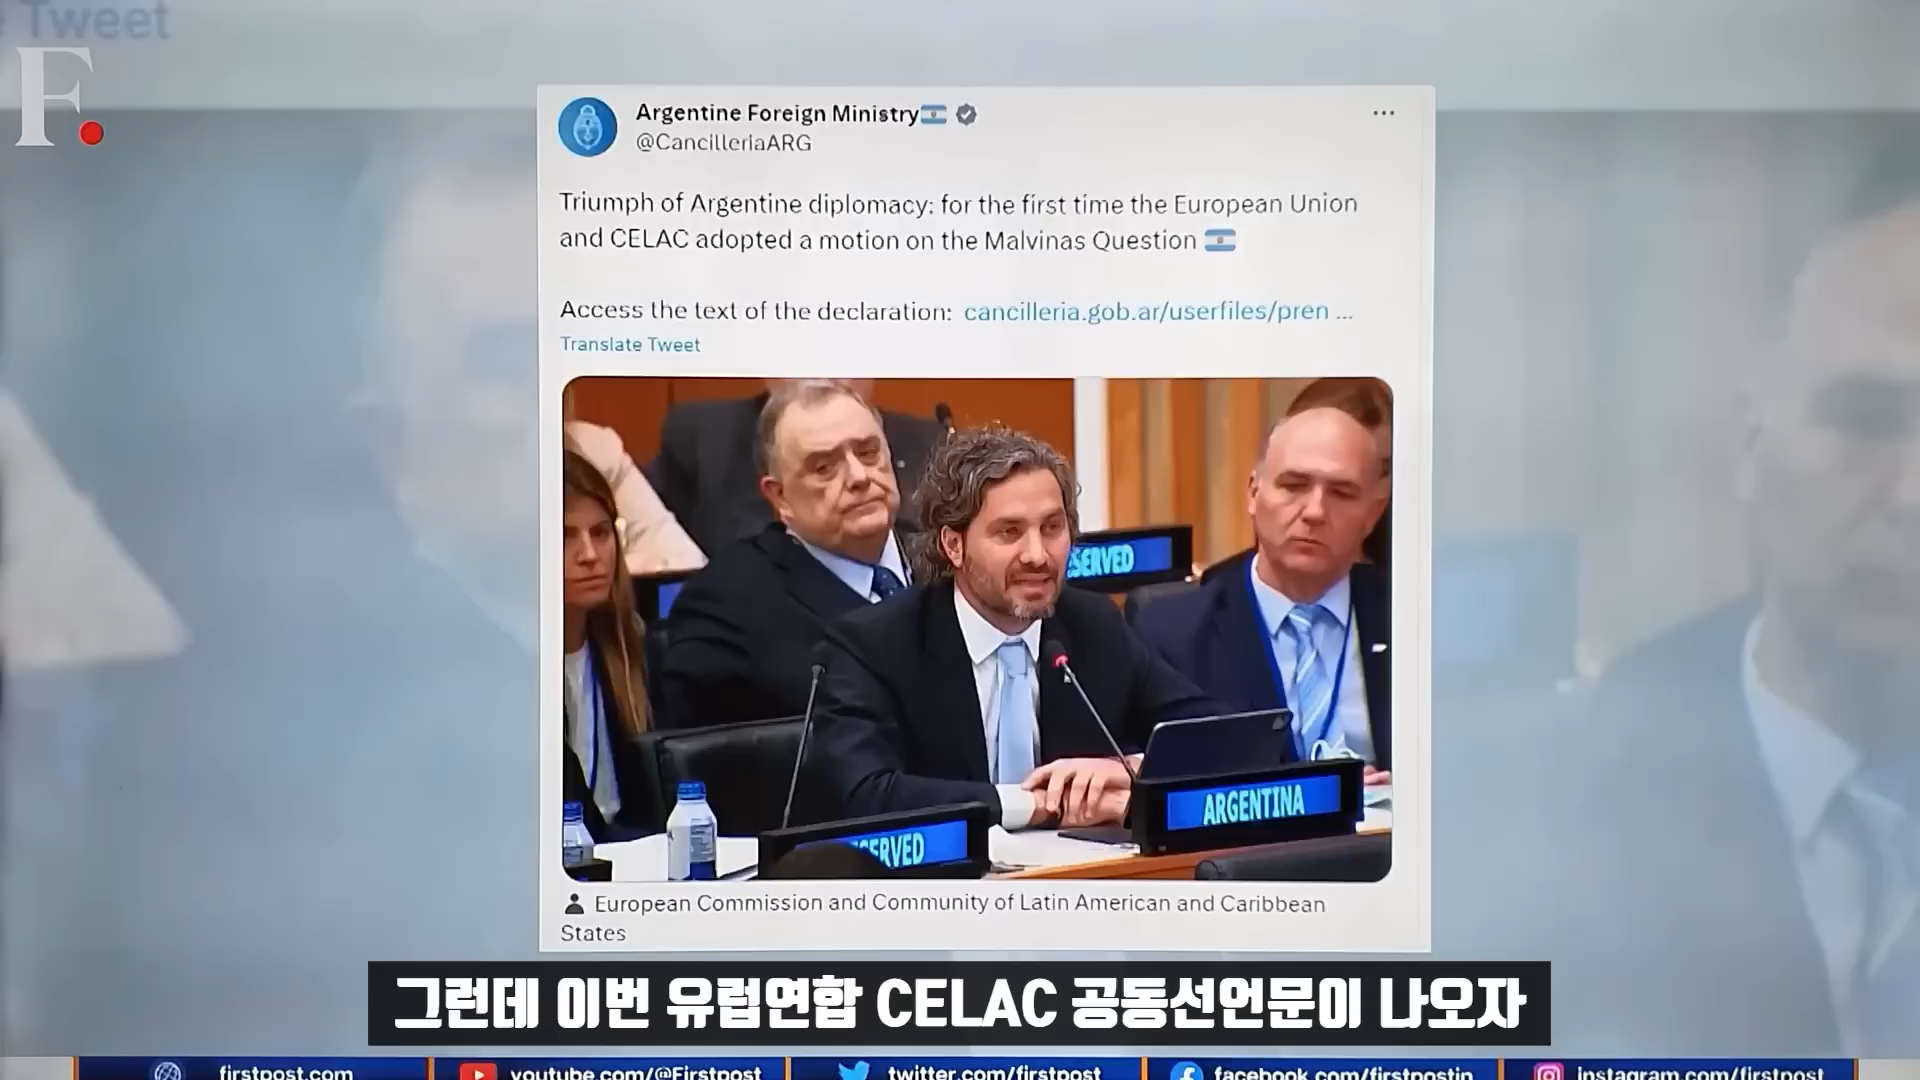 Tweet
F
Argentine Foreign Ministry
@CancilleriaARG
Triumph of Argentine diplomacy: for the first time the European Union
and CELAC adopted a motion on the Malvinas Question
Access the text of the declaration: cancilleria.gob.ar/userfiles/pren ...
Translate Tweet
SERVED
ARGENTINA
SERVED
European Commission and Community of Latin American and Caribbean
States
그런데 이번 유럽연합 CELAC 공동선언문이 나오자
firstpost.com
youtube.com/@Firstpost
twitter.com/firstpost
facebook.com/firstpostin
instagram.com/firstpost